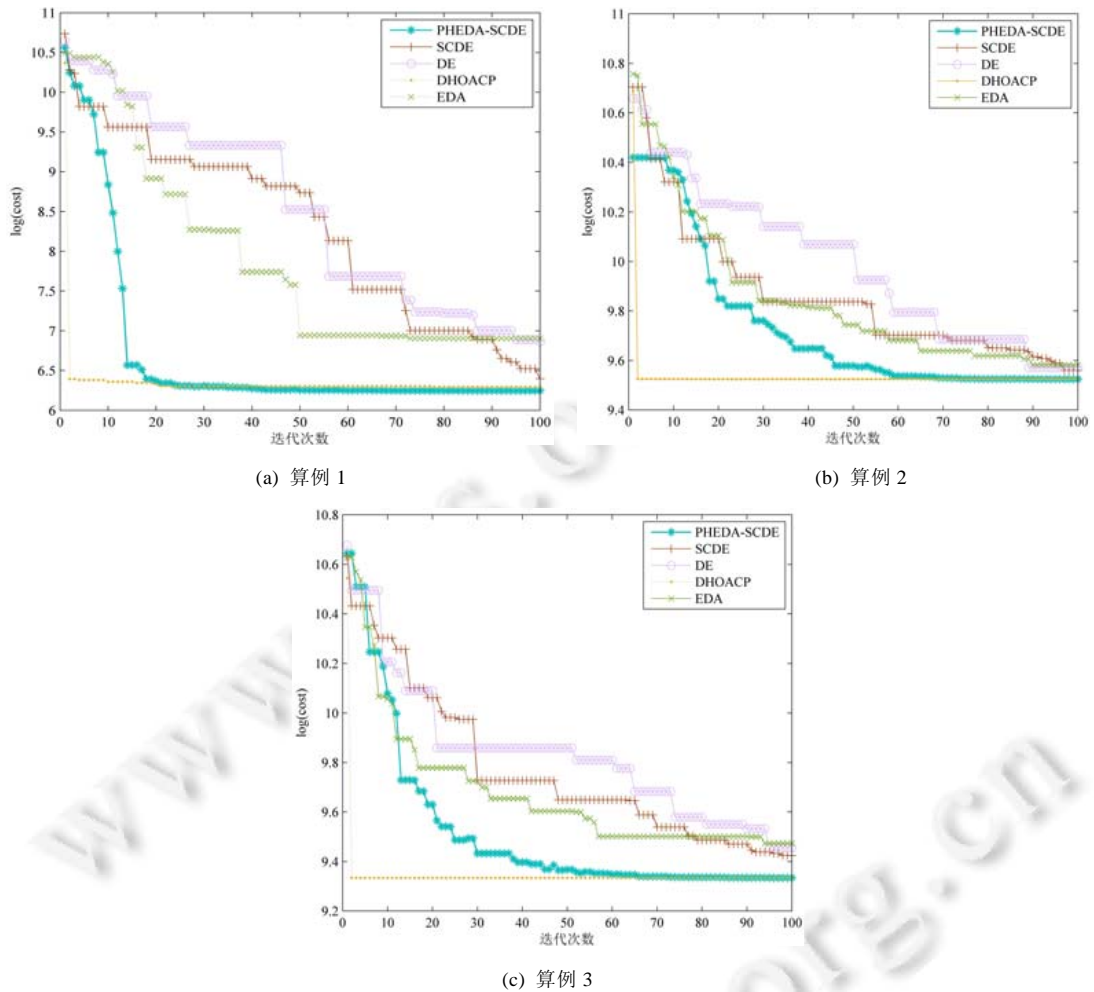 11
10.5
10
9.5
9
8.5
8
7.5
7
6.5
6
log(cost)
0 10 20 30 40 50 60 70 80 90 100
迭代次数
PHEDA-SCDE
SCDE
DE
DHOACP
EDA
(a) 算例 1
11
10.8
10.6
10.4
10.2
10
9.8
9.6
9.4
log(cost)
0 10 20 30 40 50 60 70 80 90 100
迭代次数
PHEDA-SCDE
SCDE
DE
DHOACP
EDA
(b) 算例 2
10.8
10.6
10.4
10.2
10
9.8
9.6
9.4
9.2
log(cost)
0 10 20 30 40 50 60 70 80 90 100
迭代次数
PHEDA-SCDE
SCDE
DE
DHOACP
EDA
(c) 算例 3